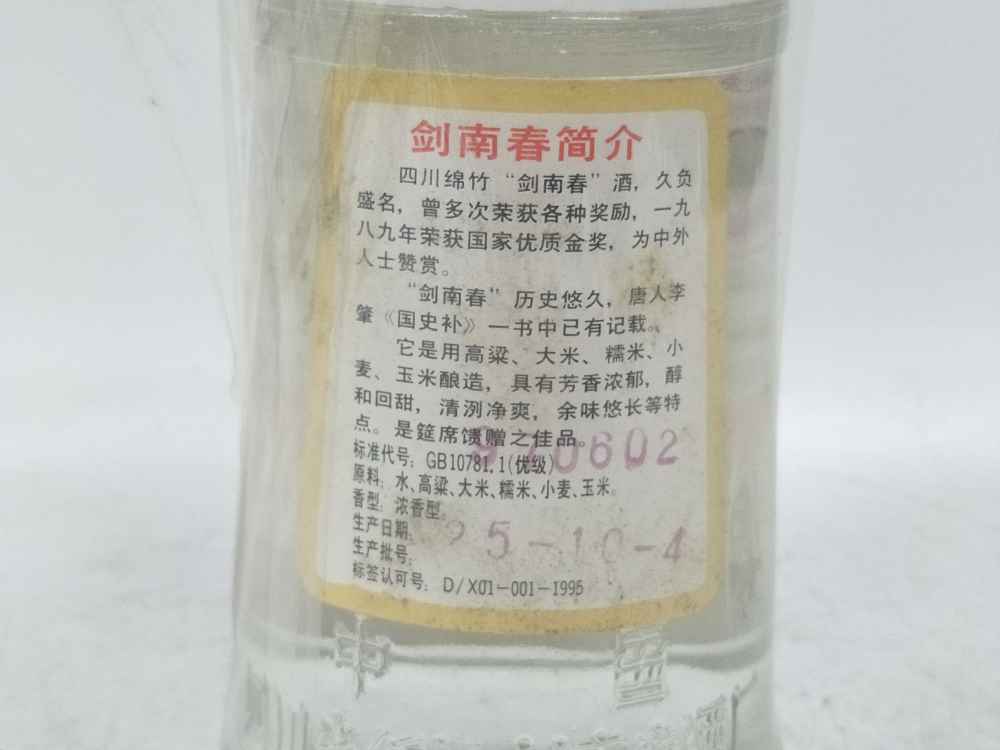 剑南春简介
四川绵竹“剑南春”酒，久负
盛名，曾多次荣获各种奖励，一九
八九年荣获国家优质金奖，为中外
人士赞赏。
“剑南春”历史悠久，唐人李
肇《国史补》一书中已有记载。
它是用高粱、大米、糯米、小
麦、玉米酿造，具有芳香浓郁，醇
和回甜，清洌净爽，余味悠长等特
点。是筵席馈赠之佳品。
970602
标准代号：GB10781.1(优级)
原料：水、高粱、大米、糯米、小麦、玉米。
香型：浓香型。
生产日期：
25-10-4
生产批号：
标签认可号：D/X01-001-1995
中